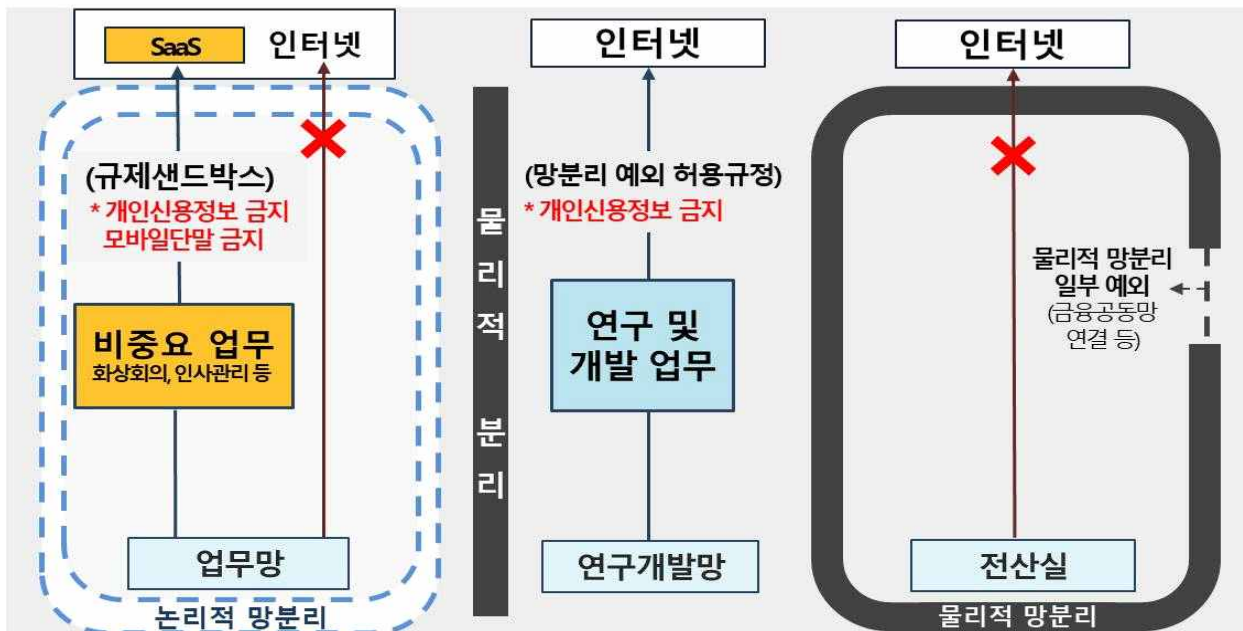 SaaS 인터넷
(규제샌드박스)
* 개인신용정보 금지
모바일단말 금지
비중요 업무
화상회의, 인사관리 등
업무망
논리적 망분리
물리적 분리
인터넷
(망분리 예외 허용규정)
* 개인신용정보 금지
연구 및
개발 업무
연구개발망
인터넷
물리적 망분리
일부 예외
(금융공동망
연결 등)
전산실
물리적 망분리